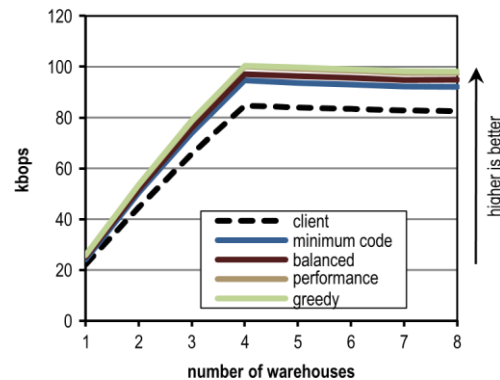 120
100
80
60
40
20
0
kbops
client
minimum code
balanced
performance
greedy
1 2 3 4 5 6 7 8
number of warehouses
higher is better